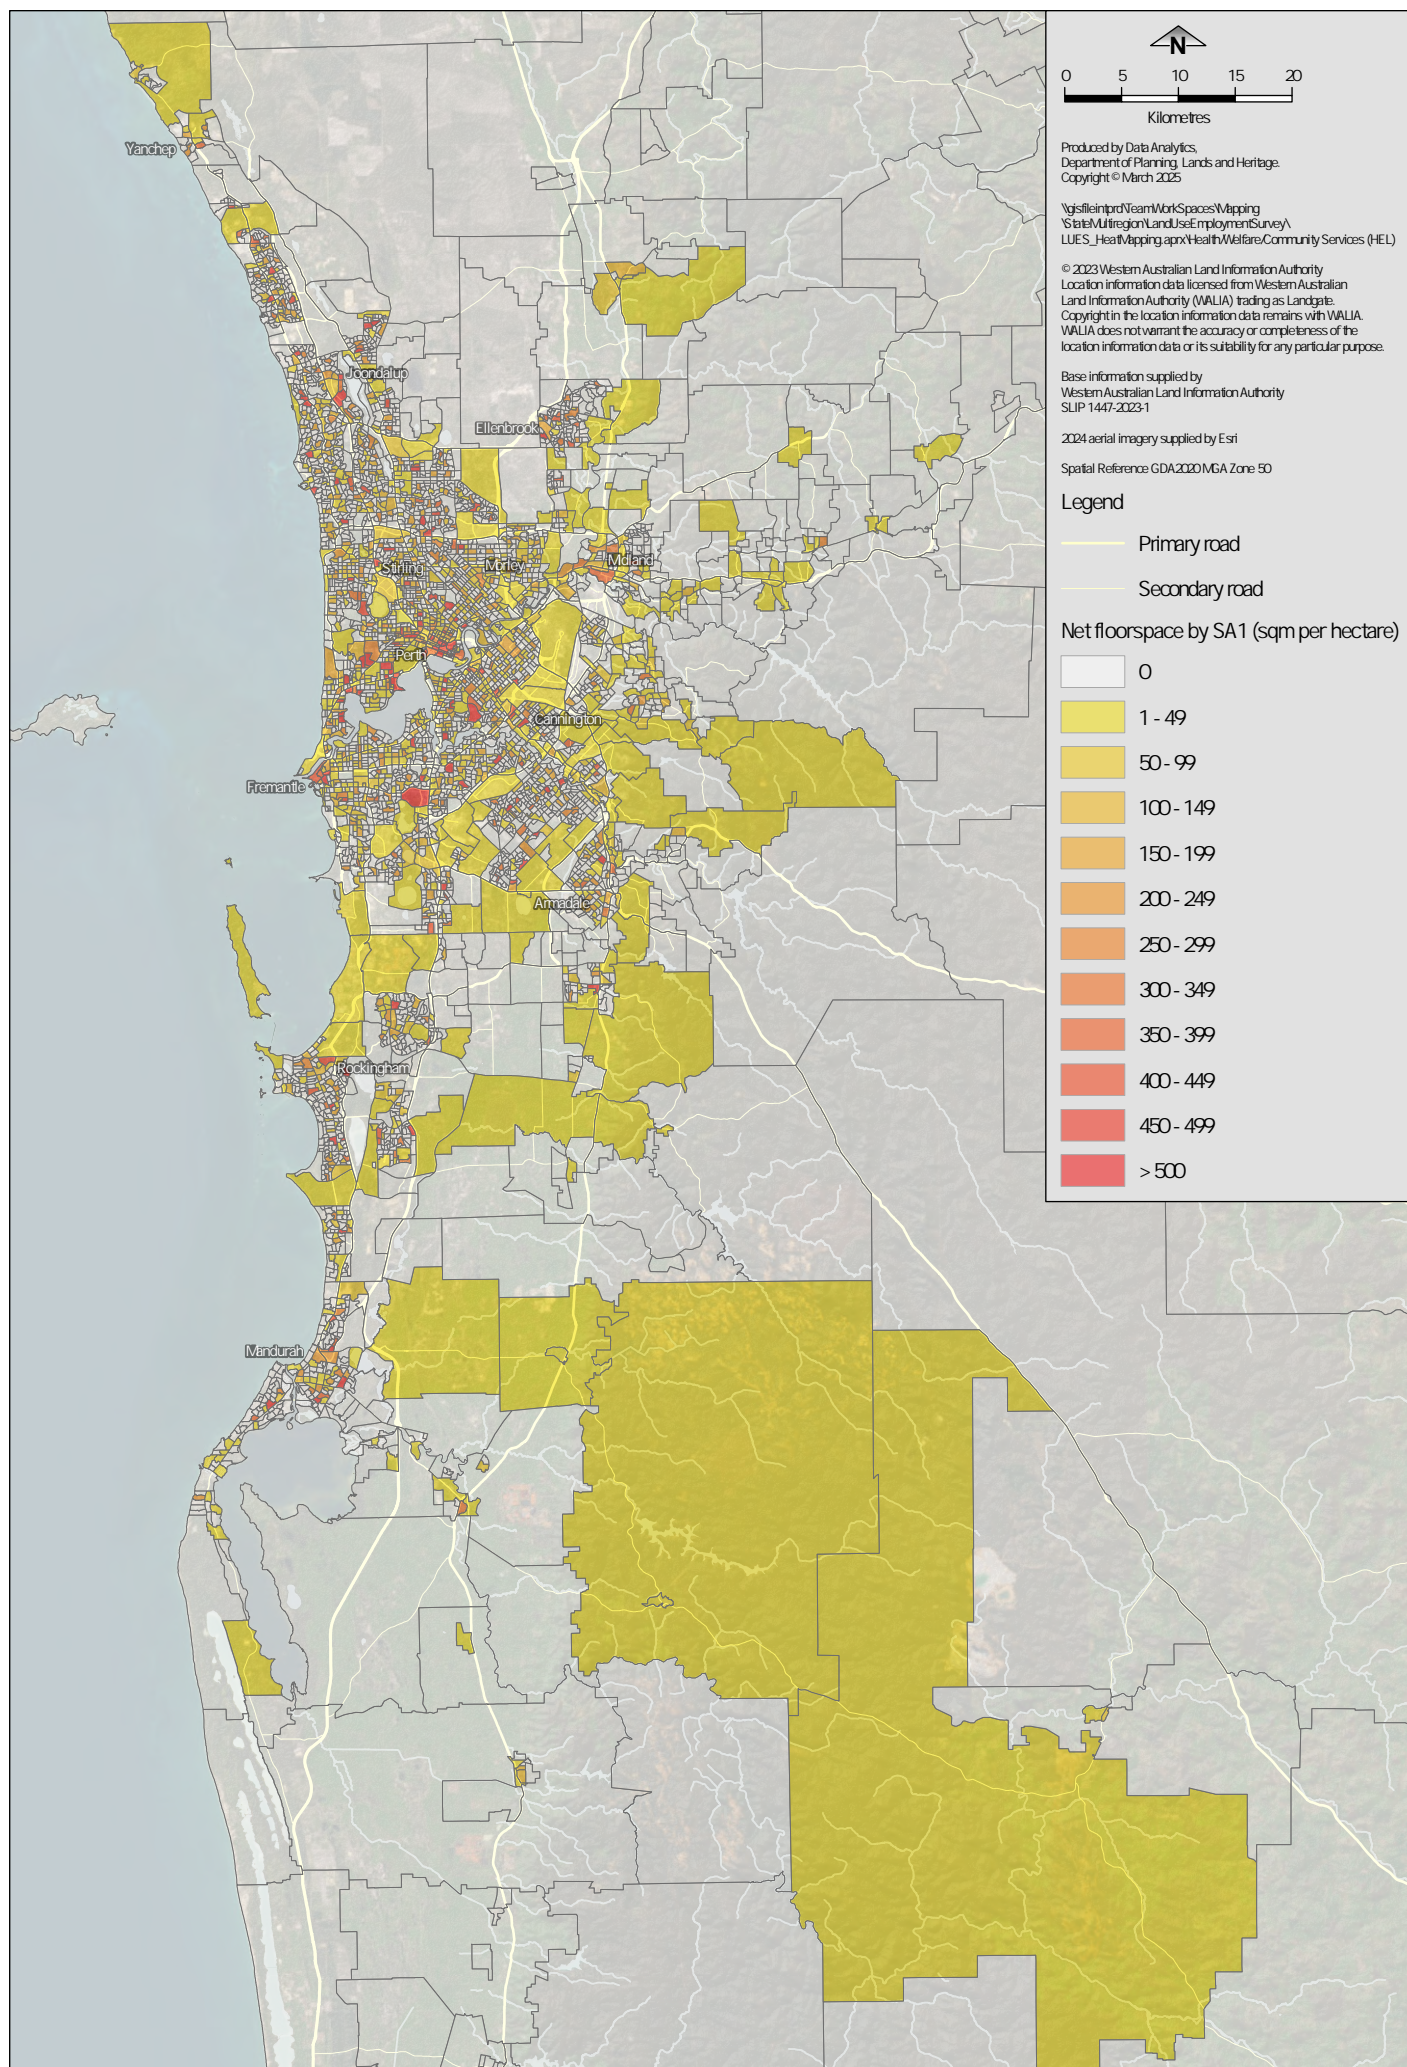 N
0 5 10 15 20
Kilometres
Produced by Data Analytics,
Department of Planning, Lands and Heritage.
Copyright © March 2025
\\gisfileintprd\TeamWorkSpaces\Mapping
\StateMultiregion\LandUseEmploymentSurvey\
LUES_HeatMapping.aprx\Health/Welfare/Community Services (HEL)
© 2023 Western Australian Land Information Authority
Location information data licensed from Western Australian
Land Information Authority (WALIA) trading as Landgate.
Copyright in the location information data remains with WALIA.
WALIA does not warrant the accuracy or completeness of the
location information data or its suitability for any particular purpose.
Base information supplied by
Western Australian Land Information Authority
SLIP 1447-2023-1
2024 aerial imagery supplied by Esri
Spatial Reference GDA2020 MGA Zone 50
Legend
Primary road
Secondary road
Net floorspace by SA1 (sqm per hectare)
0
1 - 49
50 - 99
100 - 149
150 - 199
200 - 249
250 - 299
300 - 349
350 - 399
400 - 449
450 - 499
> 500
Yanchep
Joondalup
Ellenbrook
Midland
Stirling
Morley
Perth
Cannington
Fremantle
Armadale
Rockingham
Mandurah